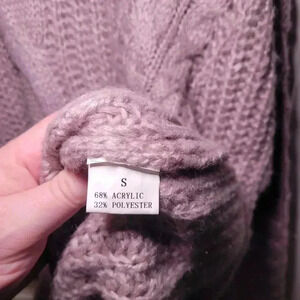 S
68% ACRYLIC
32% POLYESTER